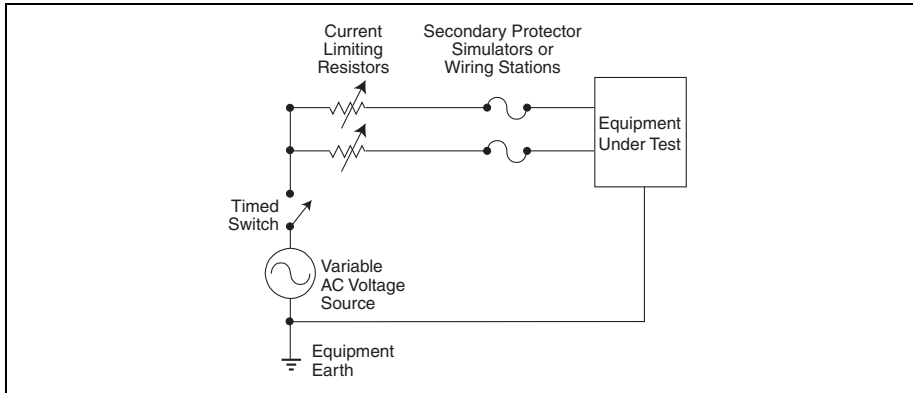 Current
Limiting
Resistors
Secondary Protector
Simulators or
Wiring Stations
Equipment
Under Test
Timed
Switch
Variable
AC Voltage
Source
Equipment
Earth